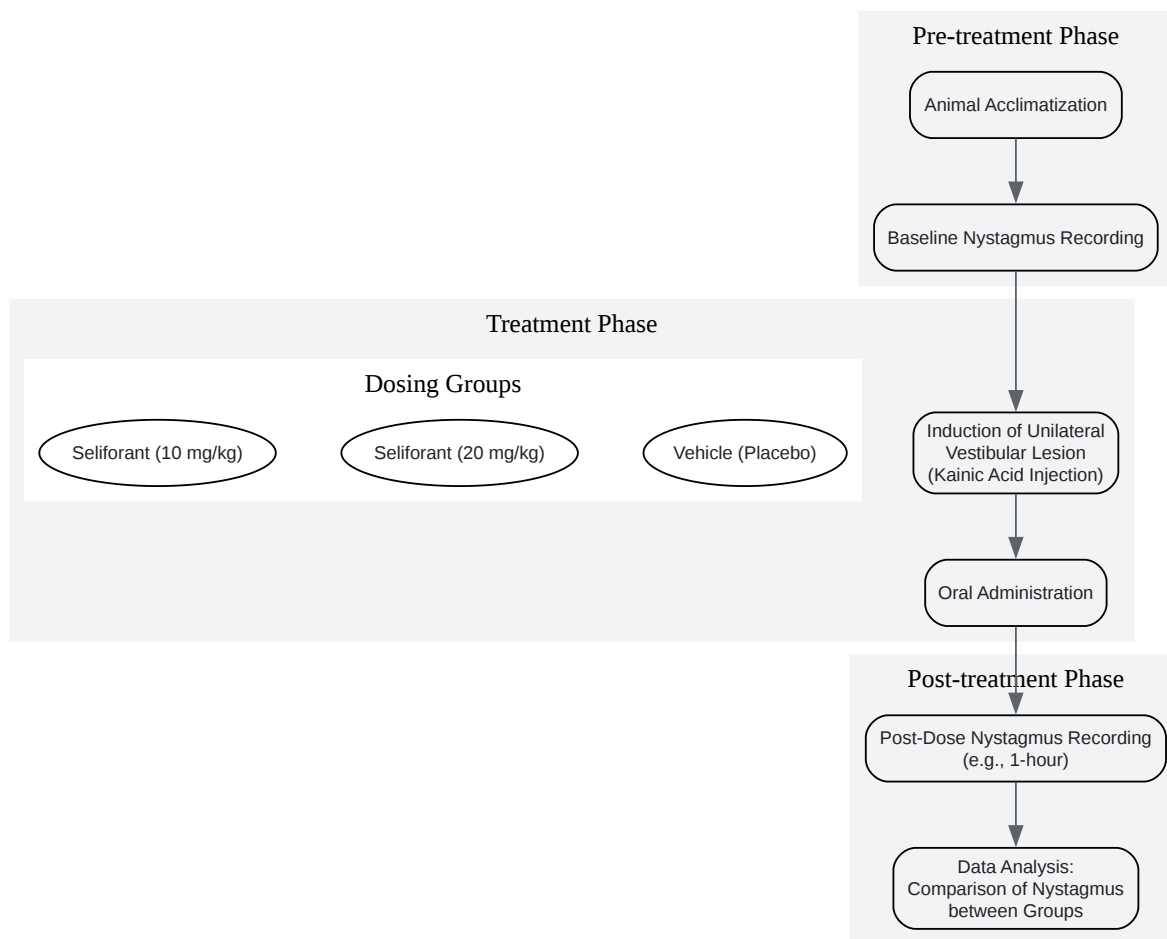 Pre-treatment Phase
Animal Acclimatization
Baseline Nystagmus Recording
Treatment Phase
Dosing Groups
Seliforant (10 mg/kg)
Seliforant (20 mg/kg)
Vehicle (Placebo)
Induction of Unilateral
Vestibular Lesion
(Kainic Acid Injection)
Oral Administration
Post-treatment Phase
Post-Dose Nystagmus Recording
(e.g., 1-hour)
Data Analysis:
Comparison of Nystagmus
between Groups